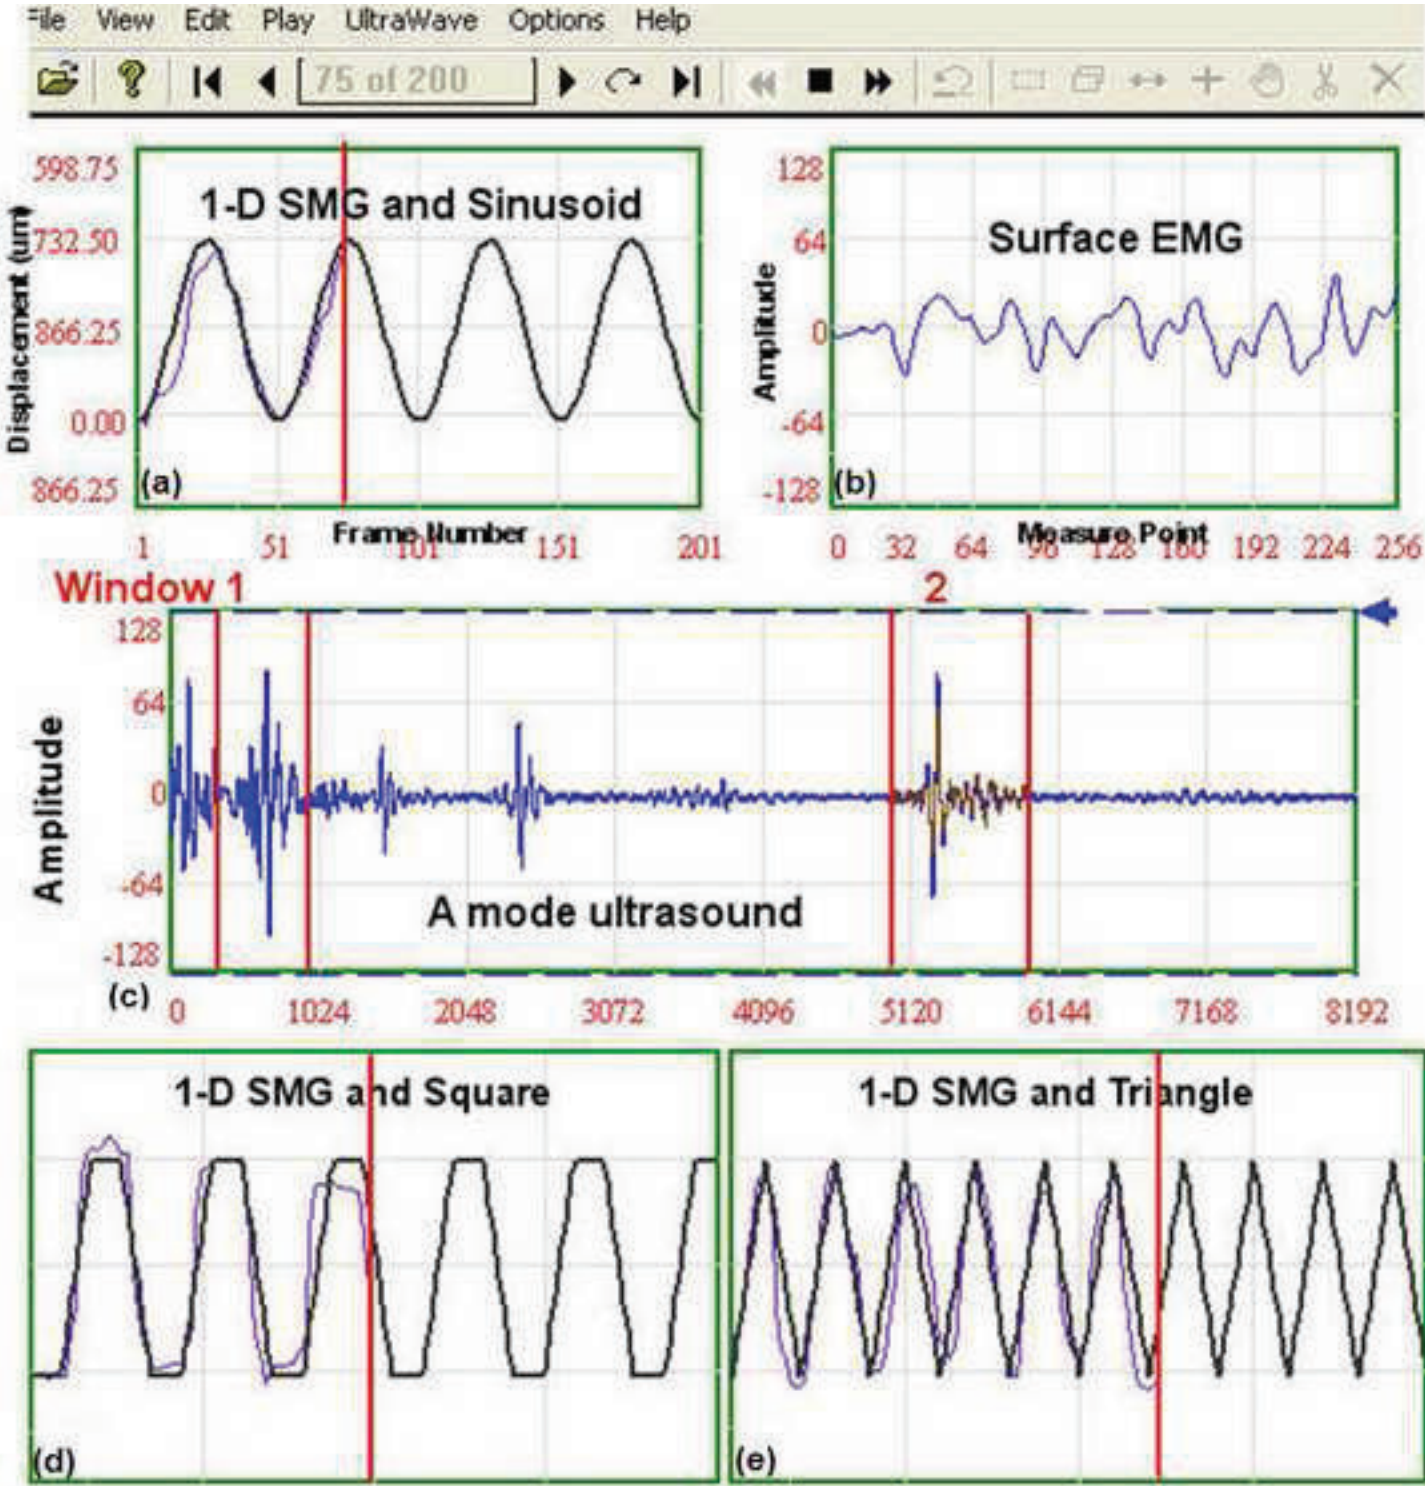 File View Edit Play UltraWave Options Help
75 of 200
598.75
732.50
866.25
0.00
866.25
Displacement (um)
1-D SMG and Sinusoid
(a)
1 51 101 151 201
Frame Number
128
64
0
-64
-128
Amplitude
Surface EMG
(b)
0 32 64 96 128 160 192 224 256
Measure Point
Window 1
2
128
64
0
-64
-128
Amplitude
A mode ultrasound
(c)
0 1024 2048 3072 4096 5120 6144 7168 8192
1-D SMG and Square
(d)
1-D SMG and Triangle
(e)